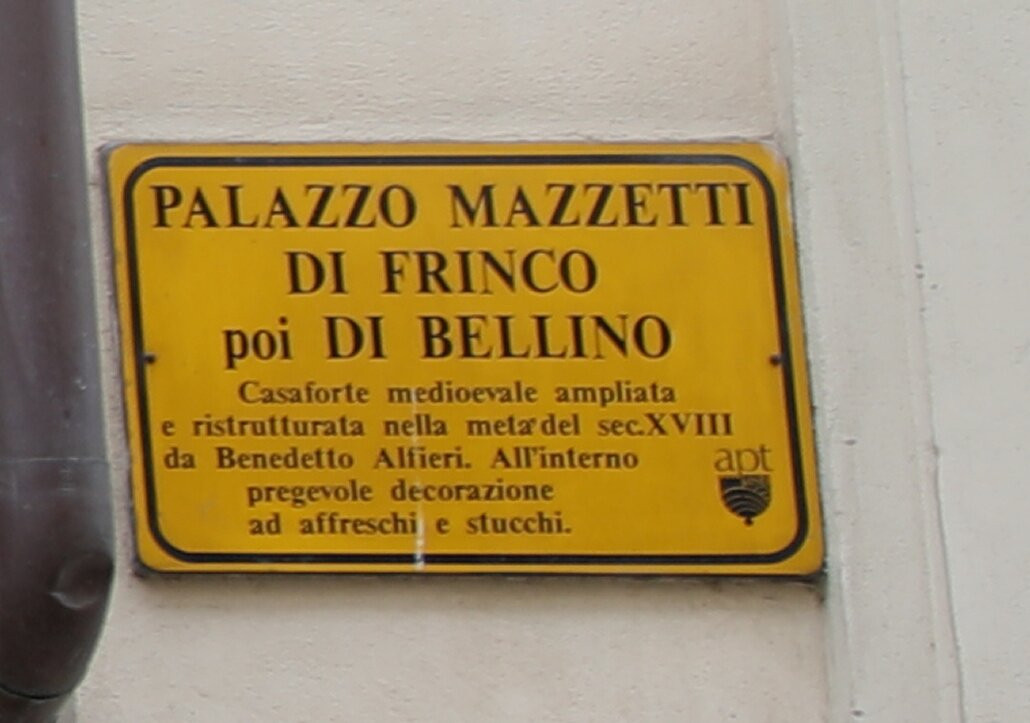 PALAZZO MAZZETTI
DI FRINCO
poi DI BELLINO
Casaforte medioevale ampliata
e ristrutturata nella metà del sec.XVIII
da Benedetto Alfieri. All'interno
pregevole decorazione
ad affreschi e stucchi.
apt